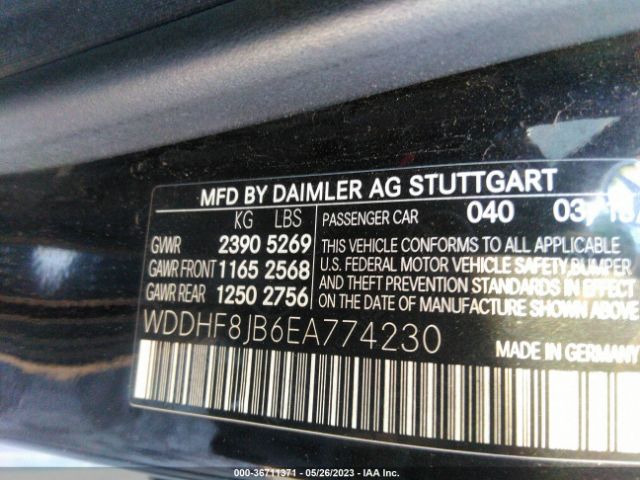 MFD BY DAIMLER AG STUTTGART
KG LBS
GVWR 2390 5269
GAWR FRONT 1165 2568
GAWR REAR 1250 2756
PASSENGER CAR 040
THIS VEHICLE CONFORMS TO ALL APPLICABLE
U.S. FEDERAL MOTOR VEHICLE SAFETY, BUMPER
AND THEFT PREVENTION STANDARDS IN EFFECT
ON THE DATE OF MANUFACTURE SHOWN ABOVE
WDDHF8JB6EA774230
MADE IN GERMANY
000-36711371 - 05/26/2023 - IAA Inc.